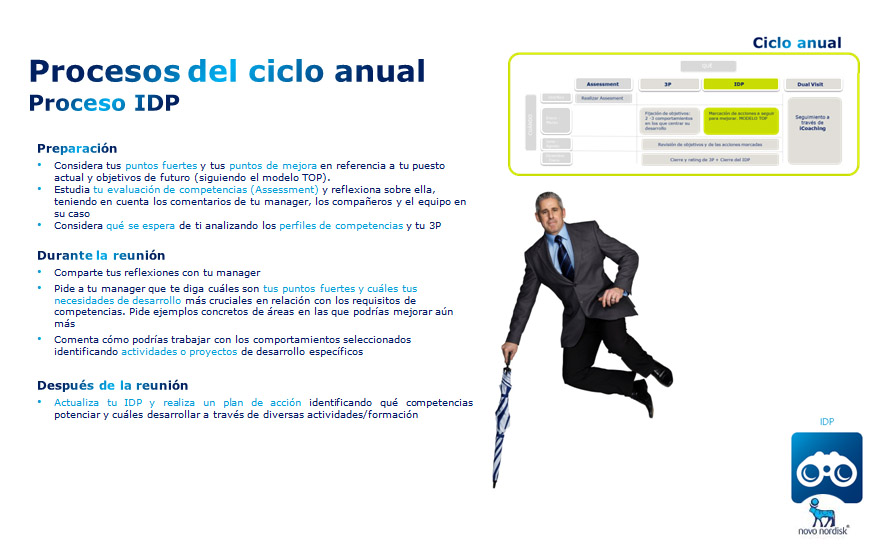 Ciclo anual
Procesos del ciclo anual
Proceso IDP
QUÉ
Assessment
3P
IDP
Dual Visit
Realizar Assessment
Fijación de objetivos:
2 -3 comportamientos
en los que centrar su
desarrollo
Marcación de acciones a seguir
para mejorar. MODELO TOP
Seguimiento a
través de
iCoaching
Revisión de objetivos y de las acciones marcadas
Cierre y rating de 3P + Cierre del IDP
Preparación
• Considera tus puntos fuertes y tus puntos de mejora en referencia a tu puesto
actual y objetivos de futuro (siguiendo el modelo TOP).
• Estudia tu evaluación de competencias (Assessment) y reflexiona sobre ella,
teniendo en cuenta los comentarios de tu manager, los compañeros y el equipo en
su caso
• Considera qué se espera de ti analizando los perfiles de competencias y tu 3P
Durante la reunión
• Comparte tus reflexiones con tu manager
• Pide a tu manager que te diga cuáles son tus puntos fuertes y cuáles tus
necesidades de desarrollo más cruciales en relación con los requisitos de
competencias. Pide ejemplos concretos de áreas en las que podrías mejorar aún
más
• Comenta cómo podrías trabajar con los comportamientos seleccionados
identificando actividades o proyectos de desarrollo específicos
Después de la reunión
• Actualiza tu IDP y realiza un plan de acción identificando qué competencias
potenciar y cuáles desarrollar a través de diversas actividades/formación
IDP
novo nordisk®